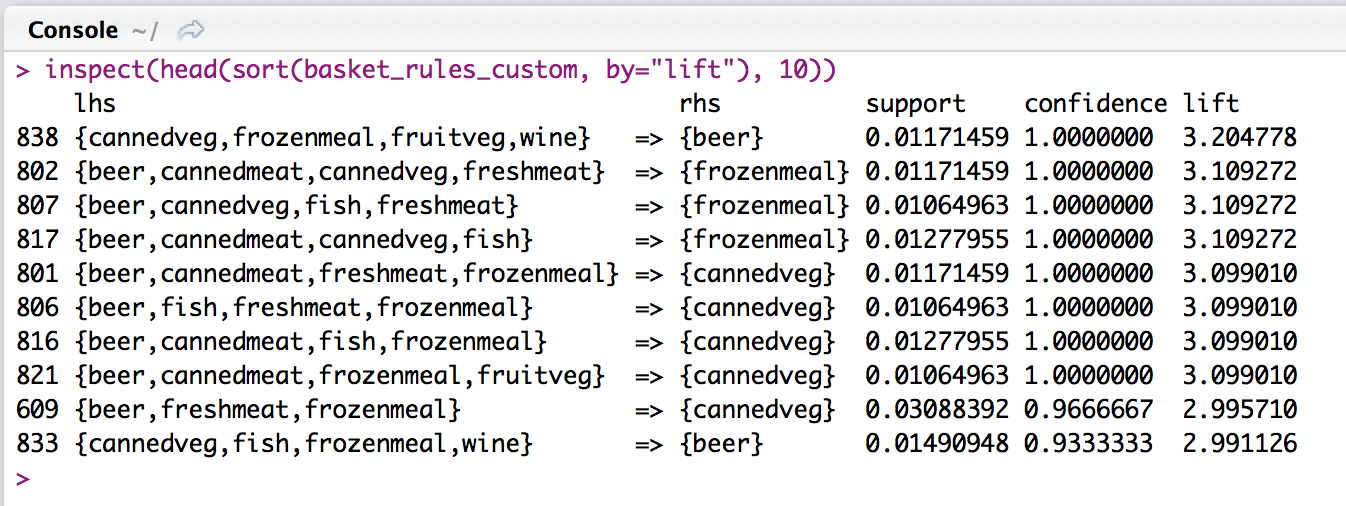 Console ~/
> inspect(head(sort(basket_rules_custom, by="lift"), 10))
lhs rhs support confidence lift
838 {cannedveg,frozenmeal,fruitveg,wine} => {beer} 0.01171459 1.0000000 3.204778
802 {beer,cannedmeat,cannedveg,freshmeat} => {frozenmeal} 0.01171459 1.0000000 3.109272
807 {beer,cannedveg,fish,freshmeat} => {frozenmeal} 0.01064963 1.0000000 3.109272
817 {beer,cannedmeat,cannedveg,fish} => {frozenmeal} 0.01277955 1.0000000 3.109272
801 {beer,cannedmeat,freshmeat,frozenmeal} => {cannedveg} 0.01171459 1.0000000 3.099010
806 {beer,fish,freshmeat,frozenmeal} => {cannedveg} 0.01064963 1.0000000 3.099010
816 {beer,cannedmeat,fish,frozenmeal} => {cannedveg} 0.01277955 1.0000000 3.099010
821 {beer,cannedmeat,frozenmeal,fruitveg} => {cannedveg} 0.01064963 1.0000000 3.099010
609 {beer,freshmeat,frozenmeal} => {cannedveg} 0.03088392 0.9666667 2.995710
833 {cannedveg,fish,frozenmeal,wine} => {beer} 0.01490948 0.9333333 2.991126
>